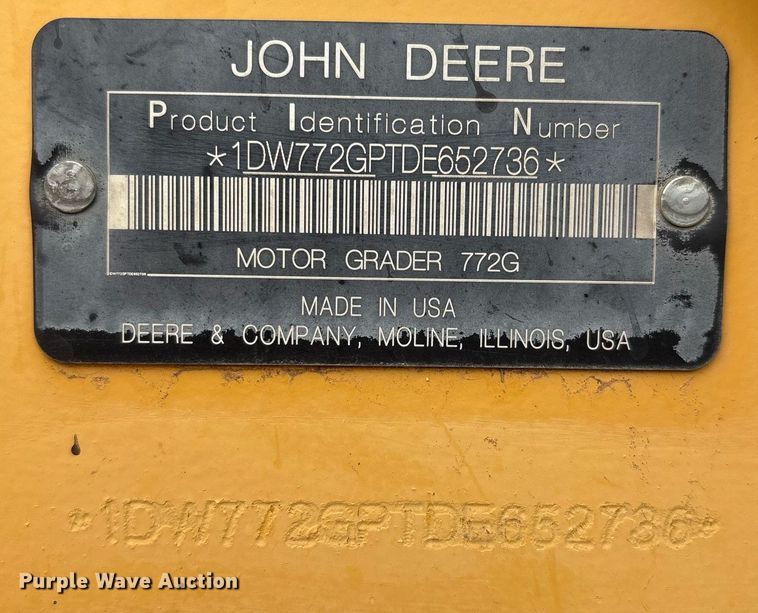 JOHN DEERE
Product Identification Number
*1DW772GPTDE652736*
MOTOR GRADER 772G
1DW772GPTDE652736
MADE IN USA
DEERE & COMPANY, MOLINE, ILLINOIS, USA
*1DW772GPTDE652736*
Purple Wave Auction